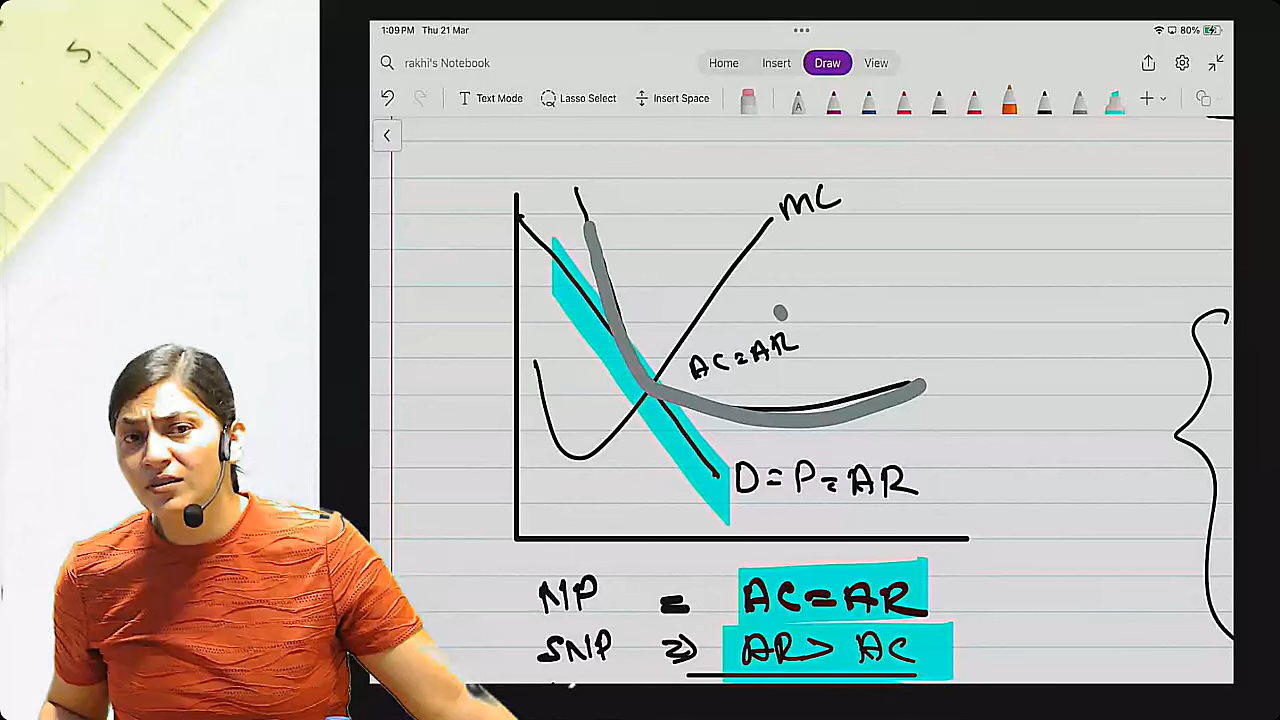 5
1:09 PM Thu 21 Mar
80%
rakhi's Notebook
Home Insert Draw View
Text Mode Lasso Select Insert Space
MC
AC=AR
D=P=AR
NP = AC=AR
SNP ⇒ AR> AC